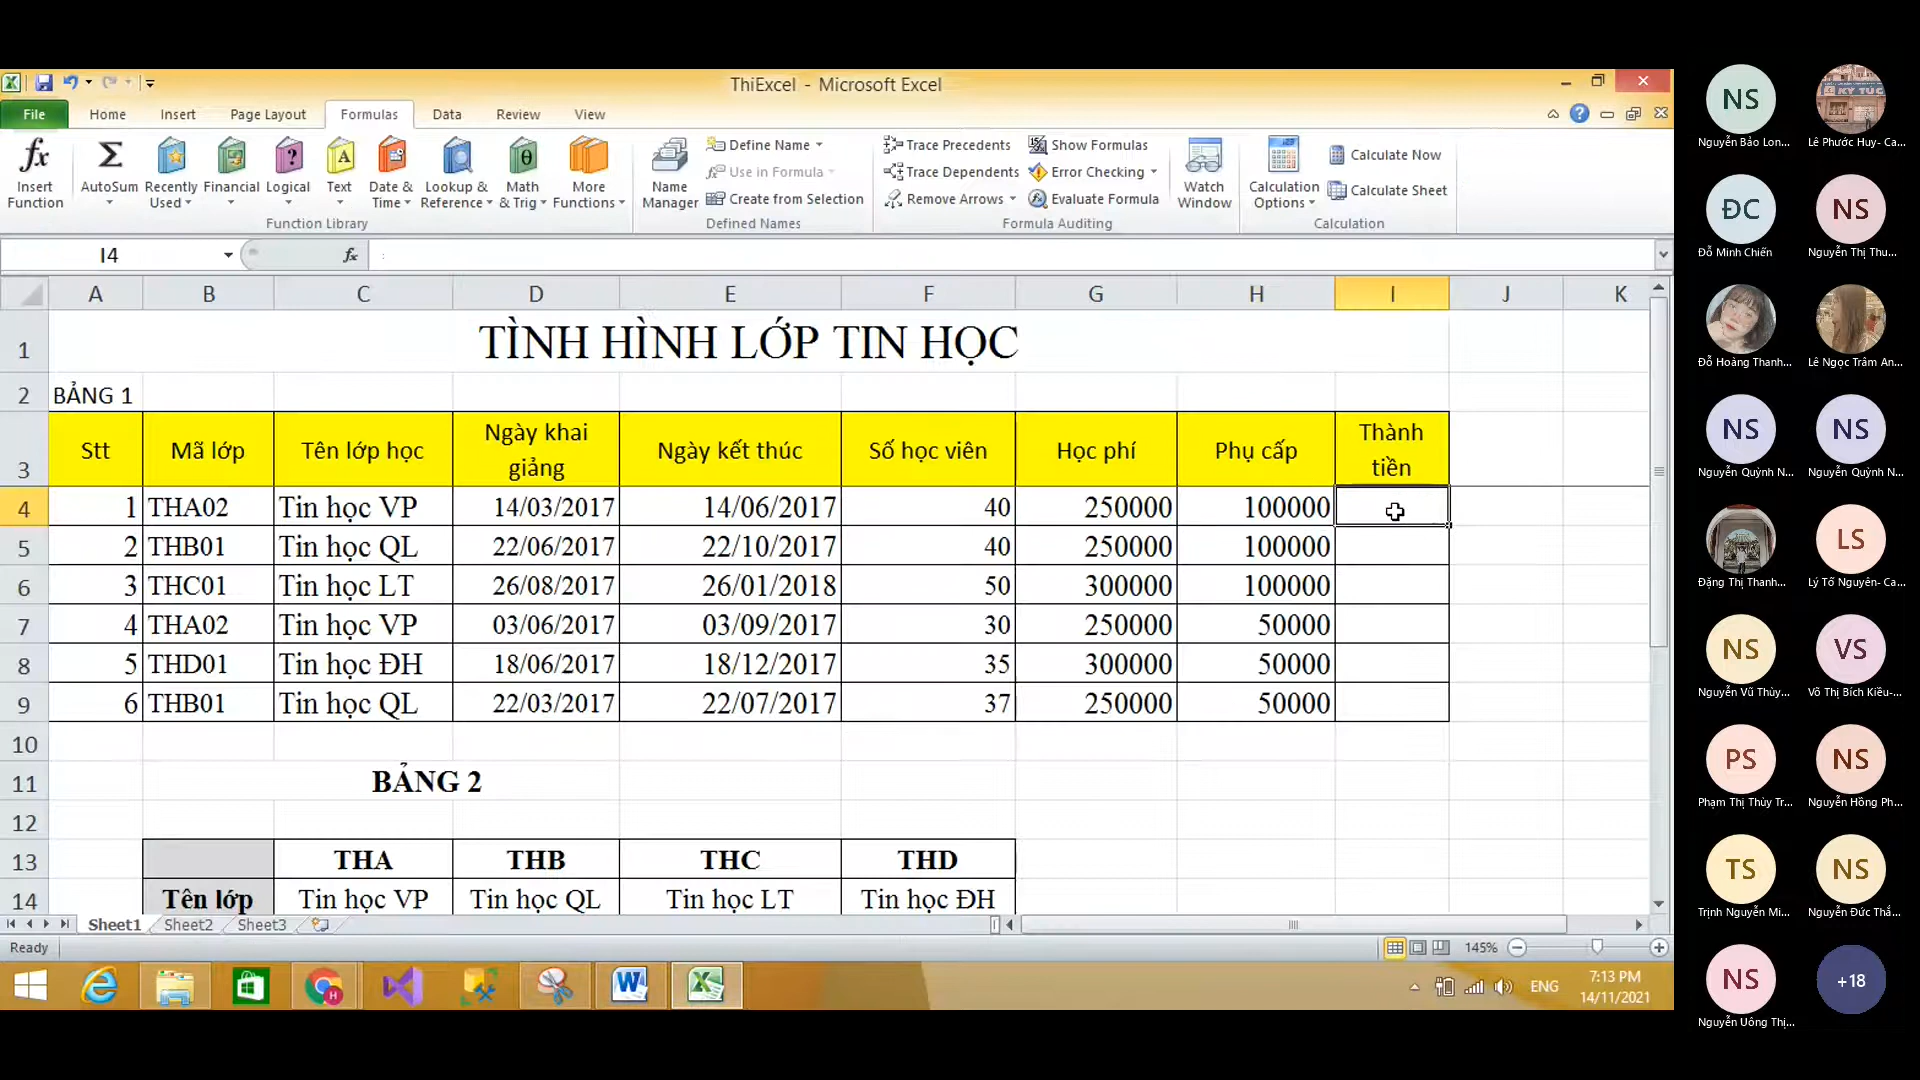 ThiExcel - Microsoft Excel
File Home Insert Page Layout Formulas Data Review View
Insert Function
AutoSum
Recently Used
Financial
Logical
Text
Date & Time
Lookup & Reference
Math & Trig
More Functions
Function Library
Name Manager
Define Name
Use in Formula
Create from Selection
Defined Names
Trace Precedents
Trace Dependents
Remove Arrows
Show Formulas
Error Checking
Evaluate Formula
Formula Auditing
Watch Window
Calculation Options
Calculate Now
Calculate Sheet
Calculation
I4 fx
A B C D E F G H I J K
1 TÌNH HÌNH LỚP TIN HỌC
2 BẢNG 1
3 Stt Mã lớp Tên lớp học Ngày khai giảng Ngày kết thúc Số học viên Học phí Phụ cấp Thành tiền
4 1 THA02 Tin học VP 14/03/2017 14/06/2017 40 250000 100000
5 2 THB01 Tin học QL 22/06/2017 22/10/2017 40 250000 100000
6 3 THC01 Tin học LT 26/08/2017 26/01/2018 50 300000 100000
7 4 THA02 Tin học VP 03/06/2017 03/09/2017 30 250000 50000
8 5 THD01 Tin học ĐH 18/06/2017 18/12/2017 35 300000 50000
9 6 THB01 Tin học QL 22/03/2017 22/07/2017 37 250000 50000
10
11 BẢNG 2
12
13 THA THB THC THD
14 Tên lớp Tin học VP Tin học QL Tin học LT Tin học ĐH
Sheet1 Sheet2 Sheet3
Ready 145%
ENG 7:13 PM
14/11/2021
NS
Nguyễn Bảo Lon...
Lê Phước Huy- Ca...
ĐC NS
Đỗ Minh Chiến Nguyễn Thị Thu...
Đỗ Hoàng Thanh... Lê Ngọc Trâm An...
NS NS
Nguyễn Quỳnh N... Nguyễn Quỳnh N...
LS
Đặng Thị Thanh... Lý Tố Nguyên- Ca...
NS VS
Nguyễn Vũ Thùy... Võ Thị Bích Kiều-...
PS NS
Phạm Thị Thùy Tr... Nguyễn Hồng Ph...
TS NS
Trịnh Nguyễn Mi... Nguyễn Đức Thắ...
NS +18
Nguyễn Uông Thị...